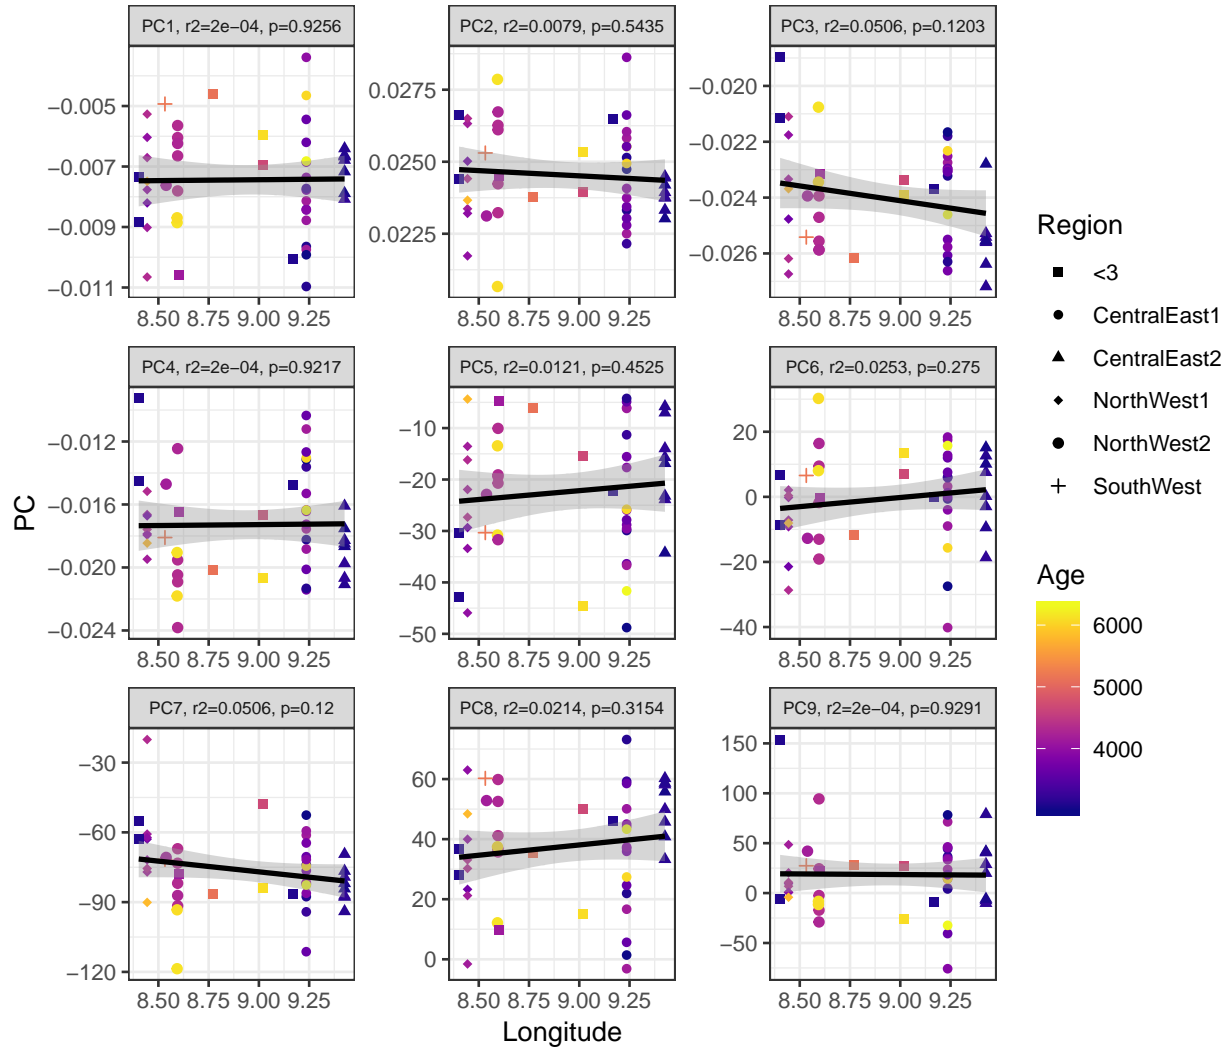 PC1, r2=2e−04, p=0.9256
PC2, r2=0.0079, p=0.5435
PC3, r2=0.0506, p=0.1203
−0.005
−0.007
−0.009
−0.011
0.0275
0.0250
0.0225
−0.020
−0.022
−0.024
−0.026
8.50 8.75 9.00 9.25
8.50 8.75 9.00 9.25
8.50 8.75 9.00 9.25
PC4, r2=2e−04, p=0.9217
PC5, r2=0.0121, p=0.4525
PC6, r2=0.0253, p=0.275
−0.012
−0.016
−0.020
−0.024
−10
−20
−30
−40
−50
20
0
−20
−40
8.50 8.75 9.00 9.25
8.50 8.75 9.00 9.25
8.50 8.75 9.00 9.25
PC7, r2=0.0506, p=0.12
PC8, r2=0.0214, p=0.3154
PC9, r2=2e−04, p=0.9291
−30
−60
−90
−120
60
40
20
0
150
100
50
0
−50
8.50 8.75 9.00 9.25
8.50 8.75 9.00 9.25
8.50 8.75 9.00 9.25
PC
Longitude
Region
<3
CentralEast1
CentralEast2
NorthWest1
NorthWest2
SouthWest
Age
6000
5000
4000